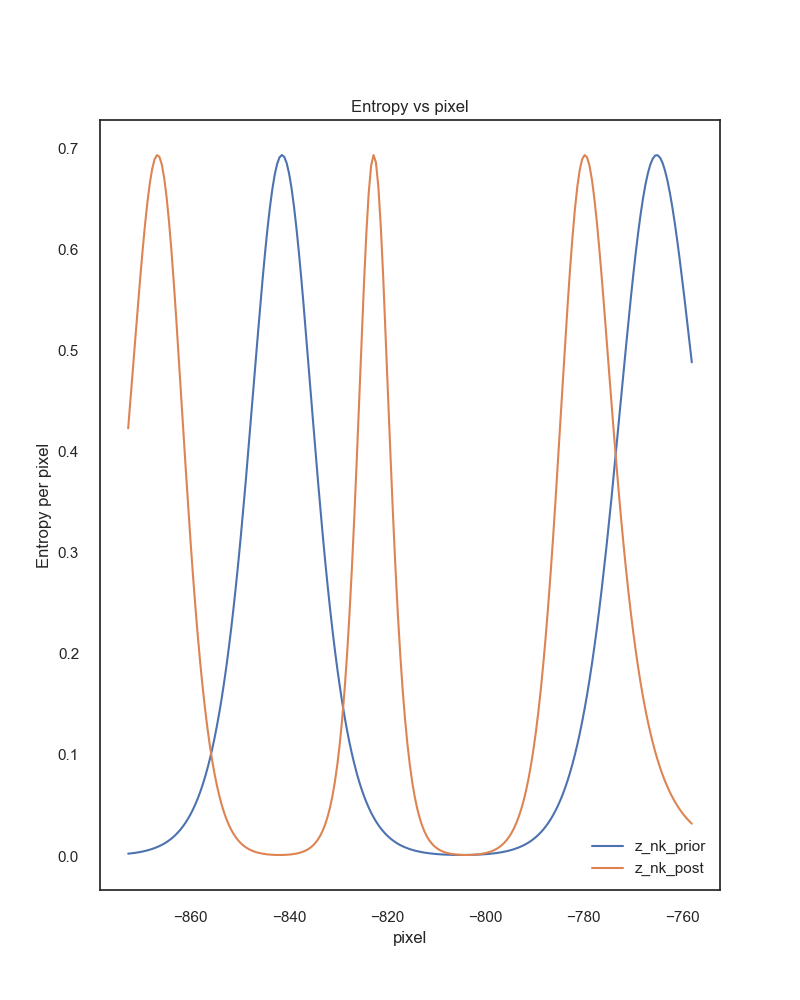 Entropy vs pixel
Entropy per pixel
0.7
0.6
0.5
0.4
0.3
0.2
0.1
0.0
z_nk_prior
z_nk_post
−860 −840 −820 −800 −780 −760
pixel